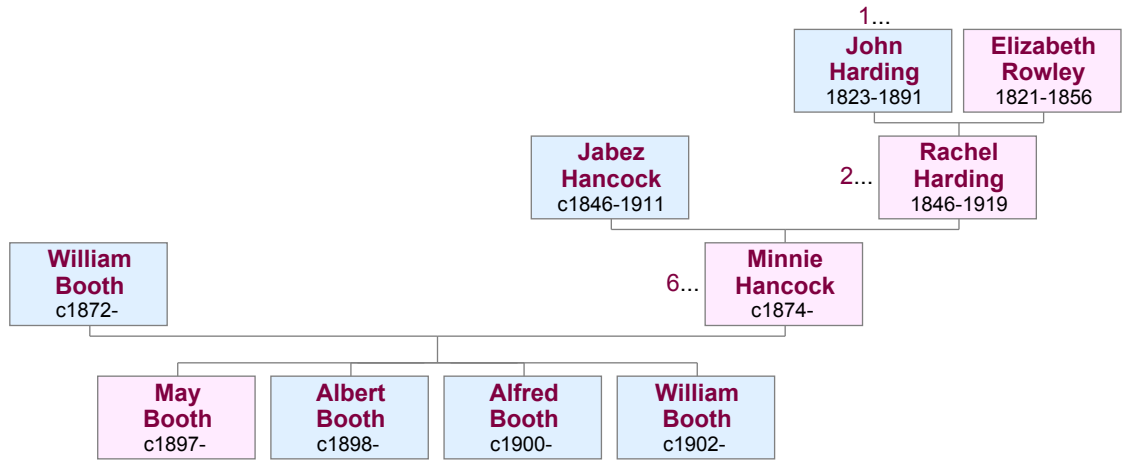 1...
John
Harding
1823-1891
Elizabeth
Rowley
1821-1856
Jabez
Hancock
c1846-1911
2...
Rachel
Harding
1846-1919
William
Booth
c1872-
6...
Minnie
Hancock
c1874-
May
Booth
c1897-
Albert
Booth
c1898-
Alfred
Booth
c1900-
William
Booth
c1902-